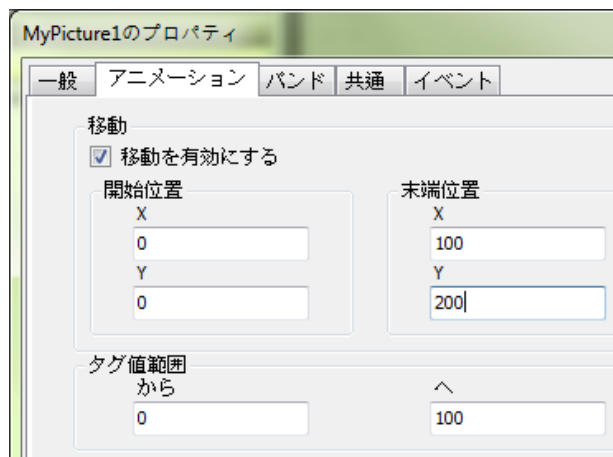 MyPicture1のプロパティ
一般 アニメーション バンド 共通 イベント
移動
移動を有効にする
開始位置 末端位置
X X
0 100
Y Y
0 200
タグ値範囲
から へ
0 100